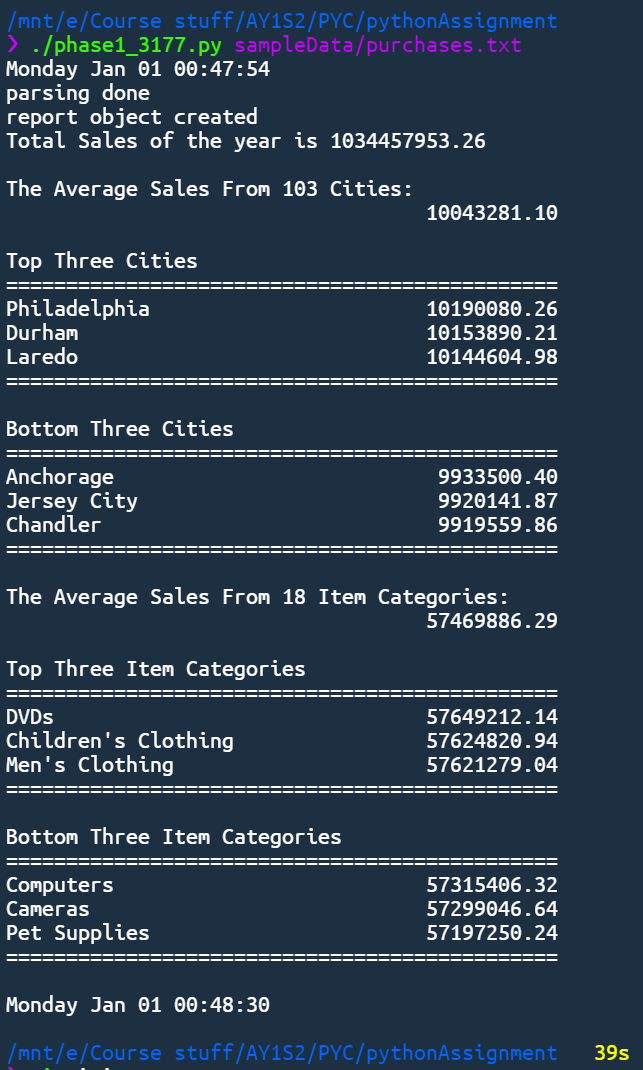 /mnt/e/Course stuff/AY1S2/PYC/pythonAssignment
❯ ./phase1_3177.py sampleData/purchases.txt
Monday Jan 01 00:47:54
parsing done
report object created
Total Sales of the year is 1034457953.26
The Average Sales From 103 Cities:
10043281.10
Top Three Cities
==============================================
Philadelphia 10190080.26
Durham 10153890.21
Laredo 10144604.98
==============================================
Bottom Three Cities
==============================================
Anchorage 9933500.40
Jersey City 9920141.87
Chandler 9919559.86
==============================================
The Average Sales From 18 Item Categories:
57469886.29
Top Three Item Categories
==============================================
DVDs 57649212.14
Children's Clothing 57624820.94
Men's Clothing 57621279.04
==============================================
Bottom Three Item Categories
==============================================
Computers 57315406.32
Cameras 57299046.64
Pet Supplies 57197250.24
==============================================
Monday Jan 01 00:48:30
/mnt/e/Course stuff/AY1S2/PYC/pythonAssignment 39s